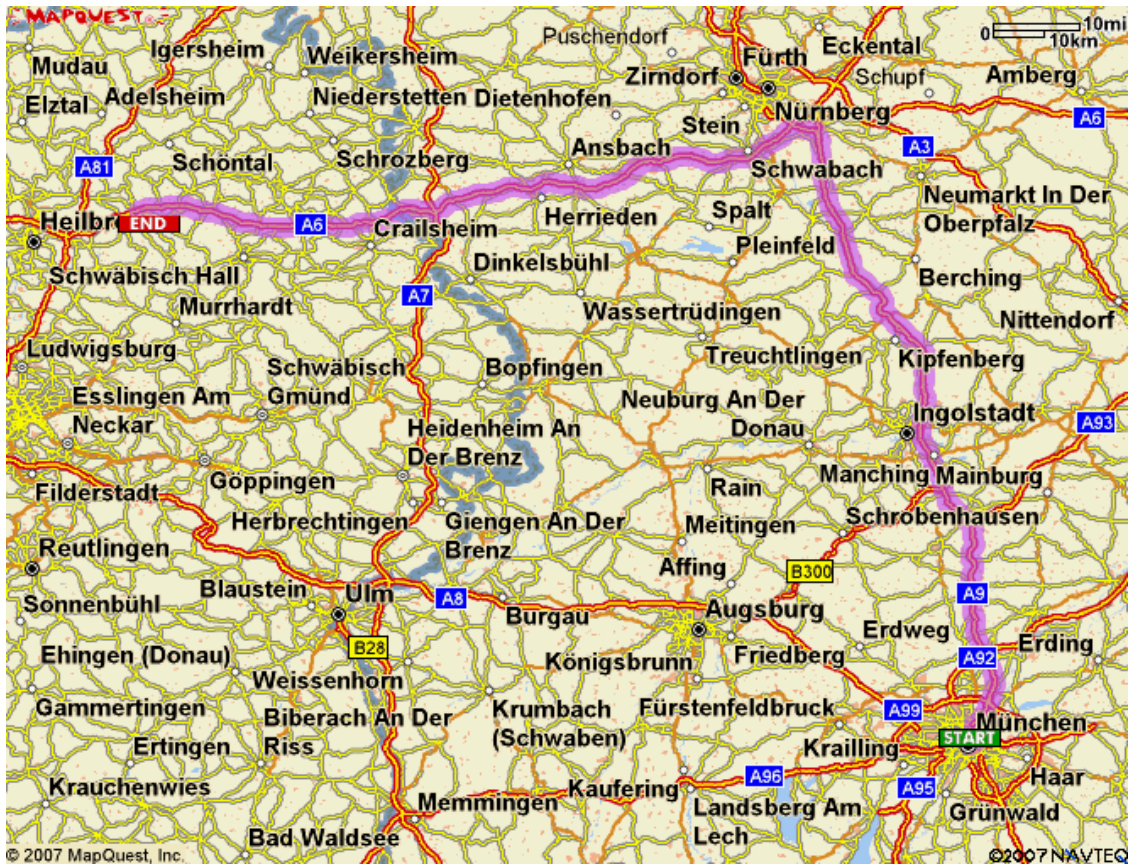 MAPQUEST
10mi
0
10km
Puschendorf
Eckental
Igersheim
Weikersheim
Fürth
Mudau
Zirndorf
Schupf
Amberg
Elztal
Adelsheim
Niederstetten
Dietenhofen
Nürnberg
A6
Stein
Ansbach
A3
A81
Schöntal
Schrozberg
Schwabach
Neumarkt In Der
Oberpfalz
Heilbr
END
A6
Crailsheim
Herrieden
Spalt
Pleinfeld
Schwäbisch Hall
Dinkelsbühl
Berching
A7
Murrhardt
Wassertrüdingen
Nittendorf
Ludwigsburg
Treuchtlingen
Kipfenberg
Schwäbisch
Gmünd
Bopfingen
Esslingen Am
Neckar
Neuburg An Der
Donau
Ingolstadt
A93
Heidenheim An
Der Brenz
Göppingen
Manching
Mainburg
Filderstadt
Rain
Herbrechtingen
Giengen An Der
Brenz
Meitingen
Schrobenhausen
Reutlingen
Affing
B300
Blaustein
Ulm
A8
A9
Sonnenbühl
Burgau
Augsburg
Erdweg
Erding
Ehingen (Donau)
B28
Königsbrunn
Friedberg
A92
Weissenhorn
Gammertingen
Biberach An Der
Riss
Krumbach
(Schwaben)
Fürstenfeldbruck
A99
München
START
Ertingen
Krailling
Krauchenwies
Kaufering
A96
A95
Haar
Memmingen
Landsberg Am
Lech
Grünwald
Bad Waldsee
© 2007 MapQuest, Inc.
©2007 NAVTEQ